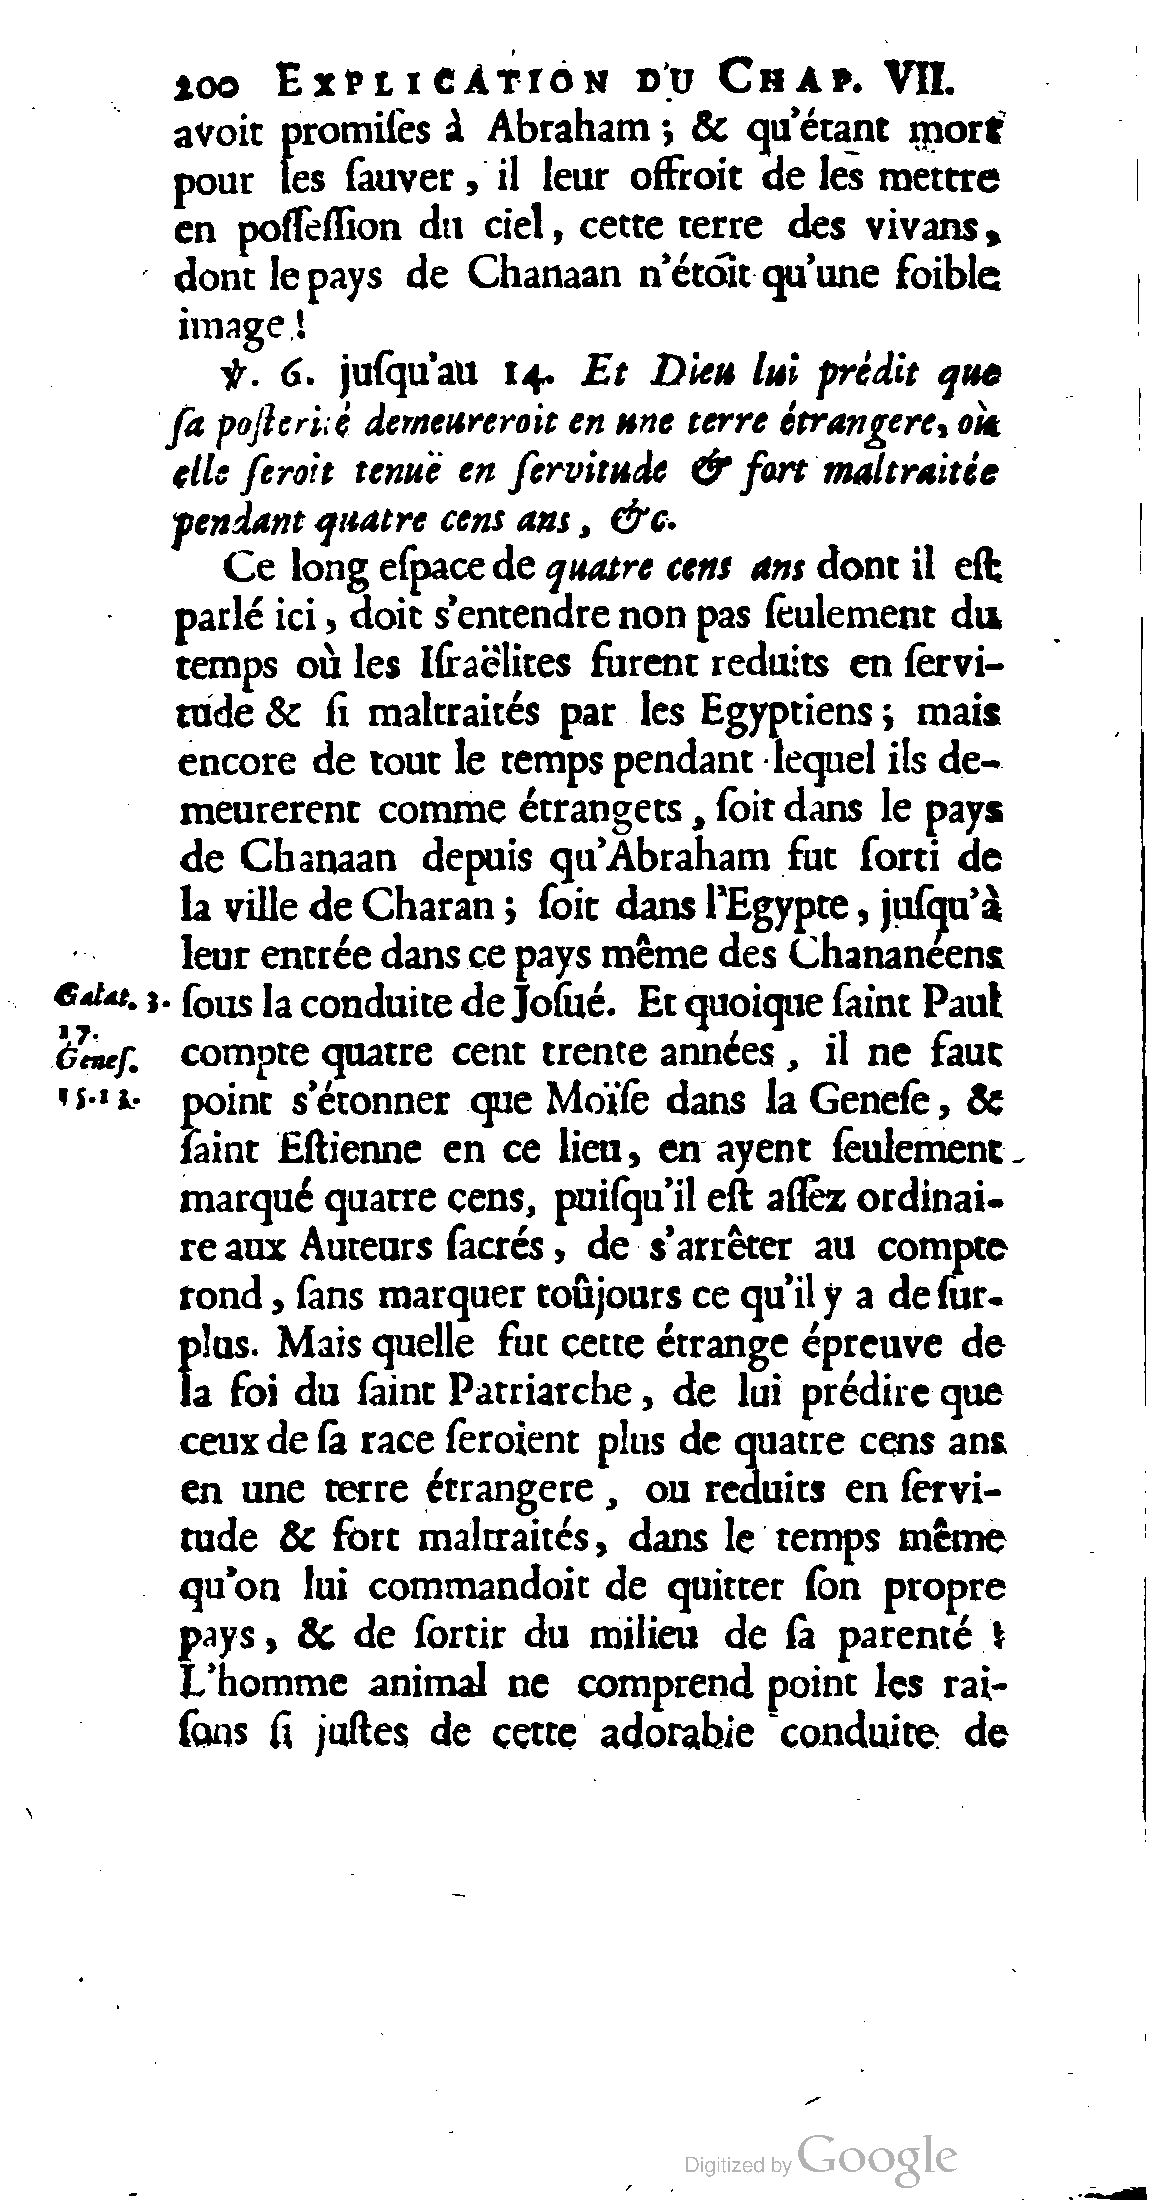 200 EXPLICATION DU CHAP. VII.
avoit promiſes à Abraham ; & qu'étant mort
pour les ſauver, il leur offroit de les mettre
en poſſeſſion du ciel, cette terre des vivans,
dont le pays de Chanaan n'étoit qu'une foible
image !
℣. 6. juſqu'au 14. Et Dieu lui prédit que
ſa poſterité demeureroit en une terre étrangere, où
elle ſeroit tenuë en ſervitude & fort maltraitée
pendant quatre cens ans, &c.
Ce long eſpace de quatre cens ans dont il eſt
parlé ici, doit s'entendre non pas ſeulement du
temps où les Iſraëlites furent reduits en ſervi-
tude & ſi maltraités par les Egyptiens ; mais
encore de tout le temps pendant lequel ils de-
meurerent comme étrangers, ſoit dans le pays
de Chanaan depuis qu'Abraham fut ſorti de
la ville de Charan ; ſoit dans l'Egypte, juſqu'à
leur entrée dans ce pays même des Chananéens
Galat. 3. ſous la conduite de Joſué. Et quoique ſaint Paul
17.
Geneſ. compte quatre cent trente années, il ne faut
15.13. point s'étonner que Moïſe dans la Geneſe, &
ſaint Eſtienne en ce lieu, en ayent ſeulement
marqué quatre cens, puiſqu'il eſt aſſez ordinai-
re aux Auteurs ſacrés, de s'arrêter au compte
rond, ſans marquer toûjours ce qu'il y a de ſur-
plus. Mais quelle fut cette étrange épreuve de
la foi du ſaint Patriarche, de lui prédire que
ceux de ſa race ſeroient plus de quatre cens ans
en une terre étrangere, ou reduits en ſervi-
tude & fort maltraités, dans le temps même
qu'on lui commandoit de quitter ſon propre
pays, & de ſortir du milieu de ſa parenté !
L'homme animal ne comprend point les rai-
ſons ſi juſtes de cette adorable conduite de
Digitized by Google